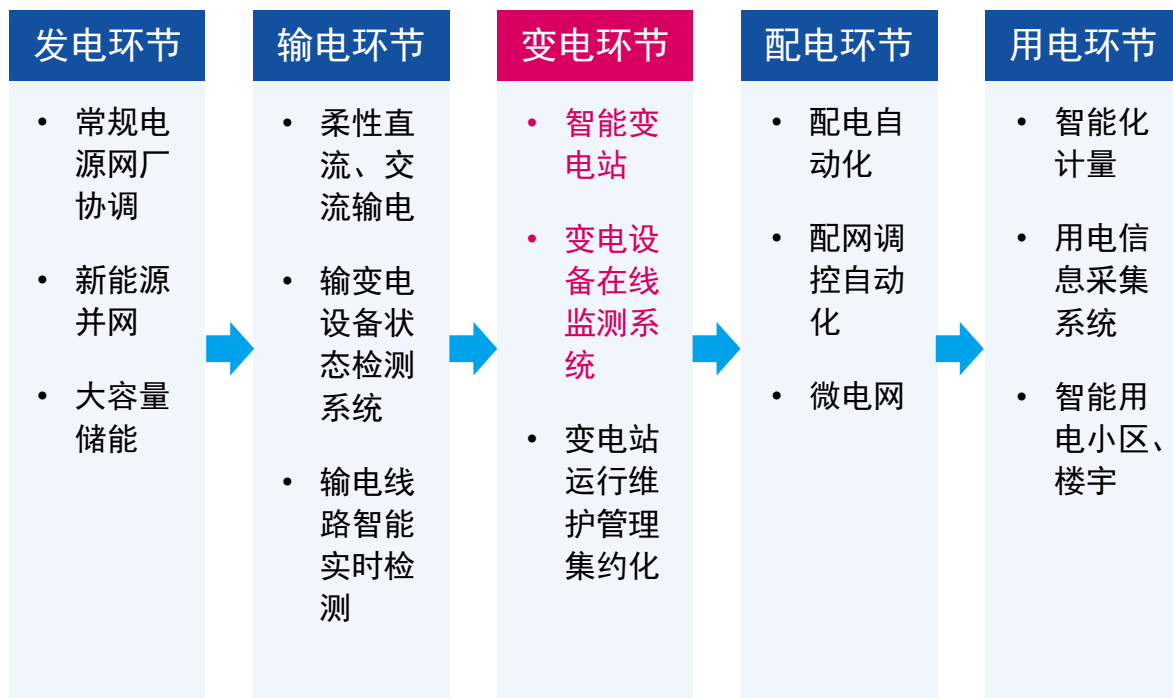 发电环节
• 常规电
源网厂
协调
• 新能源
并网
• 大容量
储能
输电环节
• 柔性直
流、交
流输电
• 输变电
设备状
态检测
系统
• 输电线
路智能
实时检
测
变电环节
• 智能变
电站
• 变电设
备在线
监测系
统
• 变电站
运行维
护管理
集约化
配电环节
• 配电自
动化
• 配网调
控自动
化
• 微电网
用电环节
• 智能化
计量
• 用电信
息采集
系统
• 智能用
电小区、
楼宇